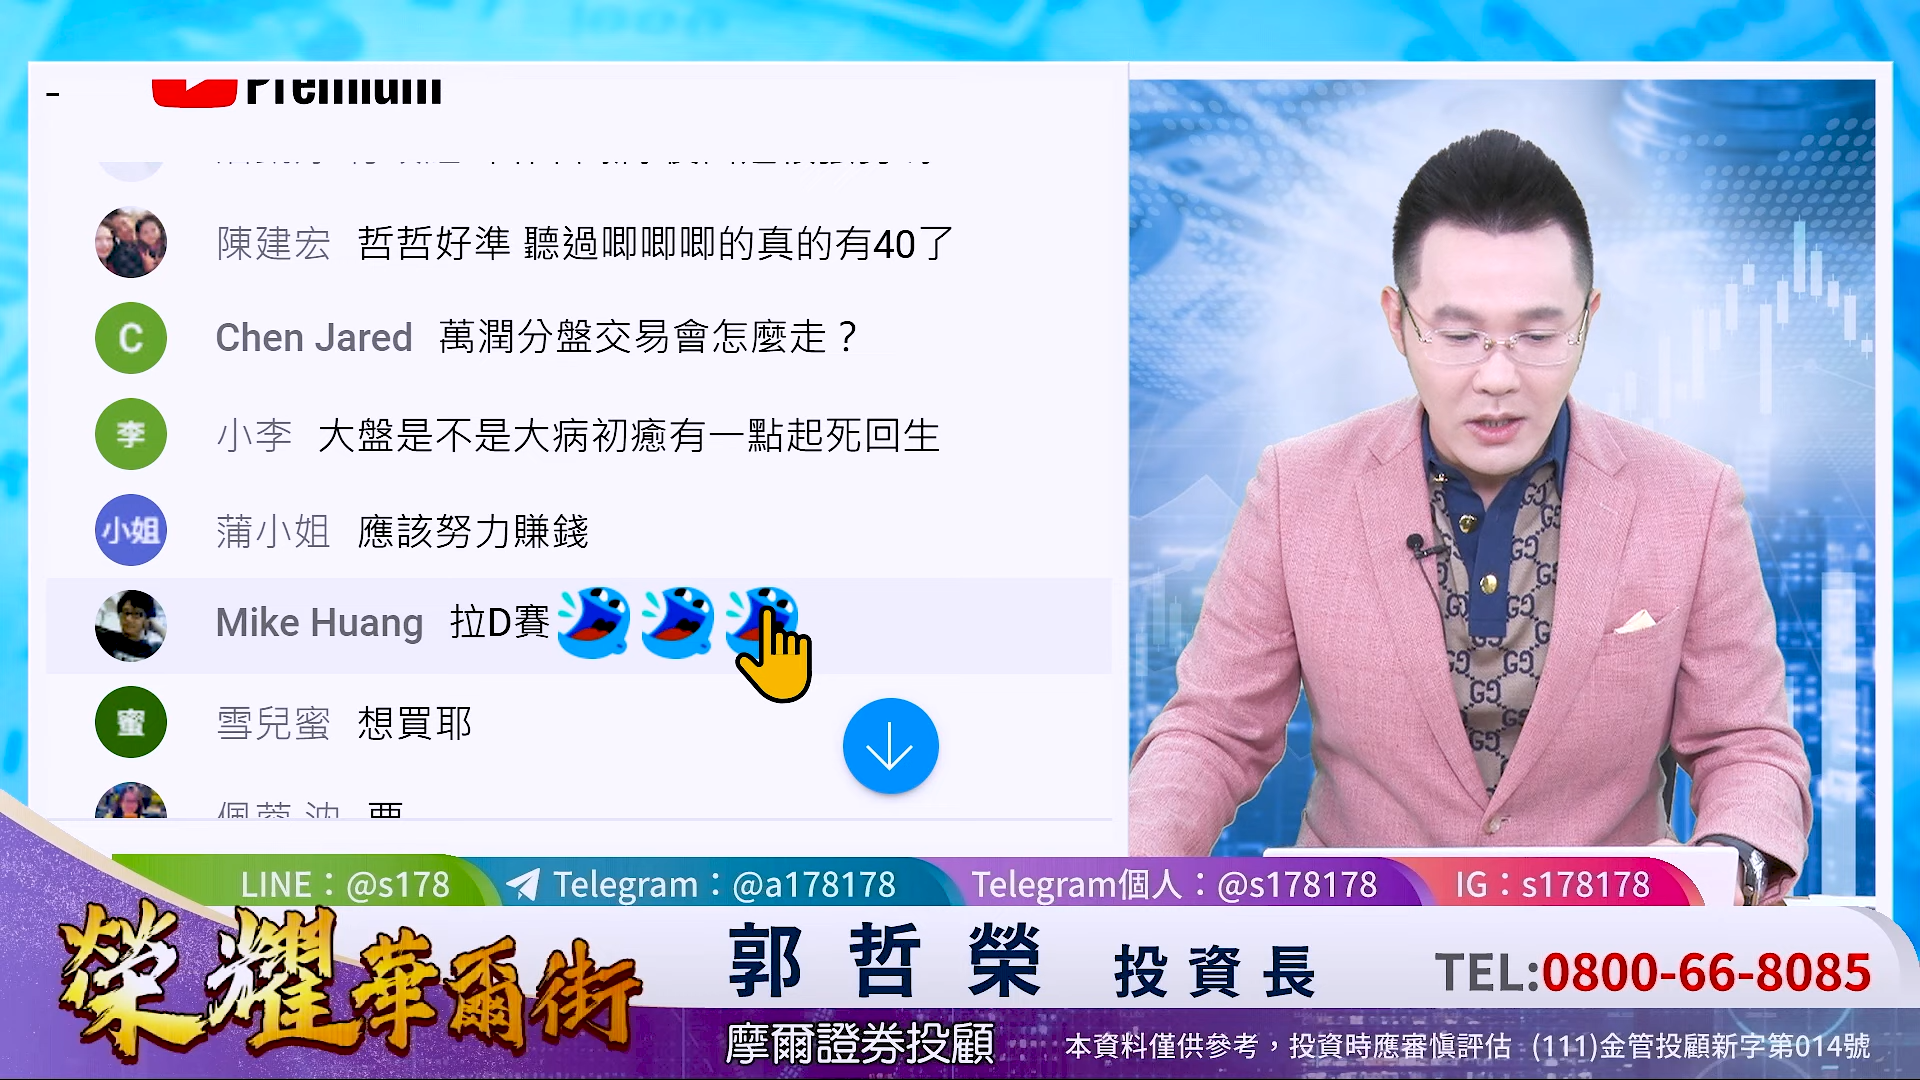 Premium
陳建宏 哲哲好準 聽過唧唧唧的真的有40了
C Chen Jared 萬潤分盤交易會怎麼走？
李 小李 大盤是不是大病初癒有一點起死回生
小姐 蒲小姐 應該努力賺錢
Mike Huang 拉D賽
蜜 雪兒蜜 想買耶
LINE：@s178 Telegram：@a178178 Telegram個人：@s178178 IG：s178178
榮耀華爾街
郭哲榮 投資長 TEL:0800-66-8085
摩爾證券投顧 本資料僅供參考，投資時應審慎評估 (111)金管投顧新字第014號